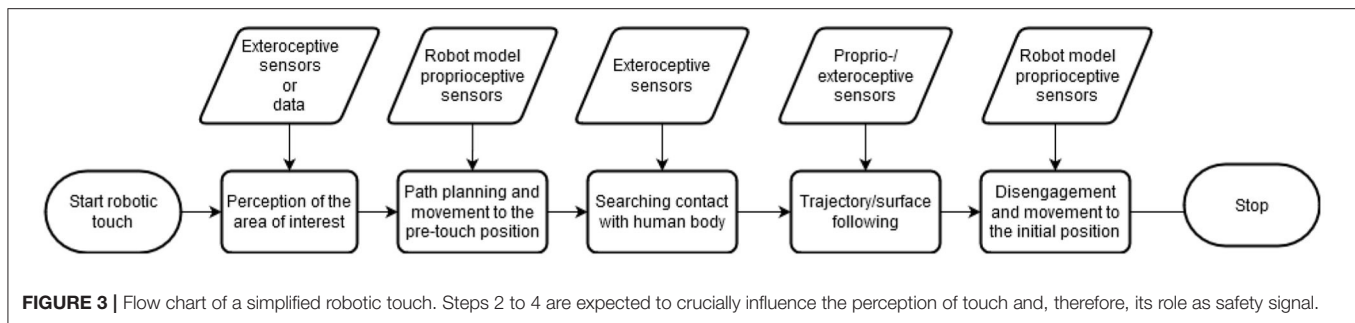 Exteroceptive
sensors
or
data
Robot model
proprioceptive
sensors
Exteroceptive
sensors
Proprio-/
exteroceptive
sensors
Robot model
proprioceptive
sensors
Start robotic
touch
Perception of the
area of interest
Path planning and
movement to the
pre-touch position
Searching contact
with human body
Trajectory/surface
following
Disengagement
and movement to
the initial position
Stop
FIGURE 3 | Flow chart of a simplified robotic touch. Steps 2 to 4 are expected to crucially influence the perception of touch and, therefore, its role as safety signal.